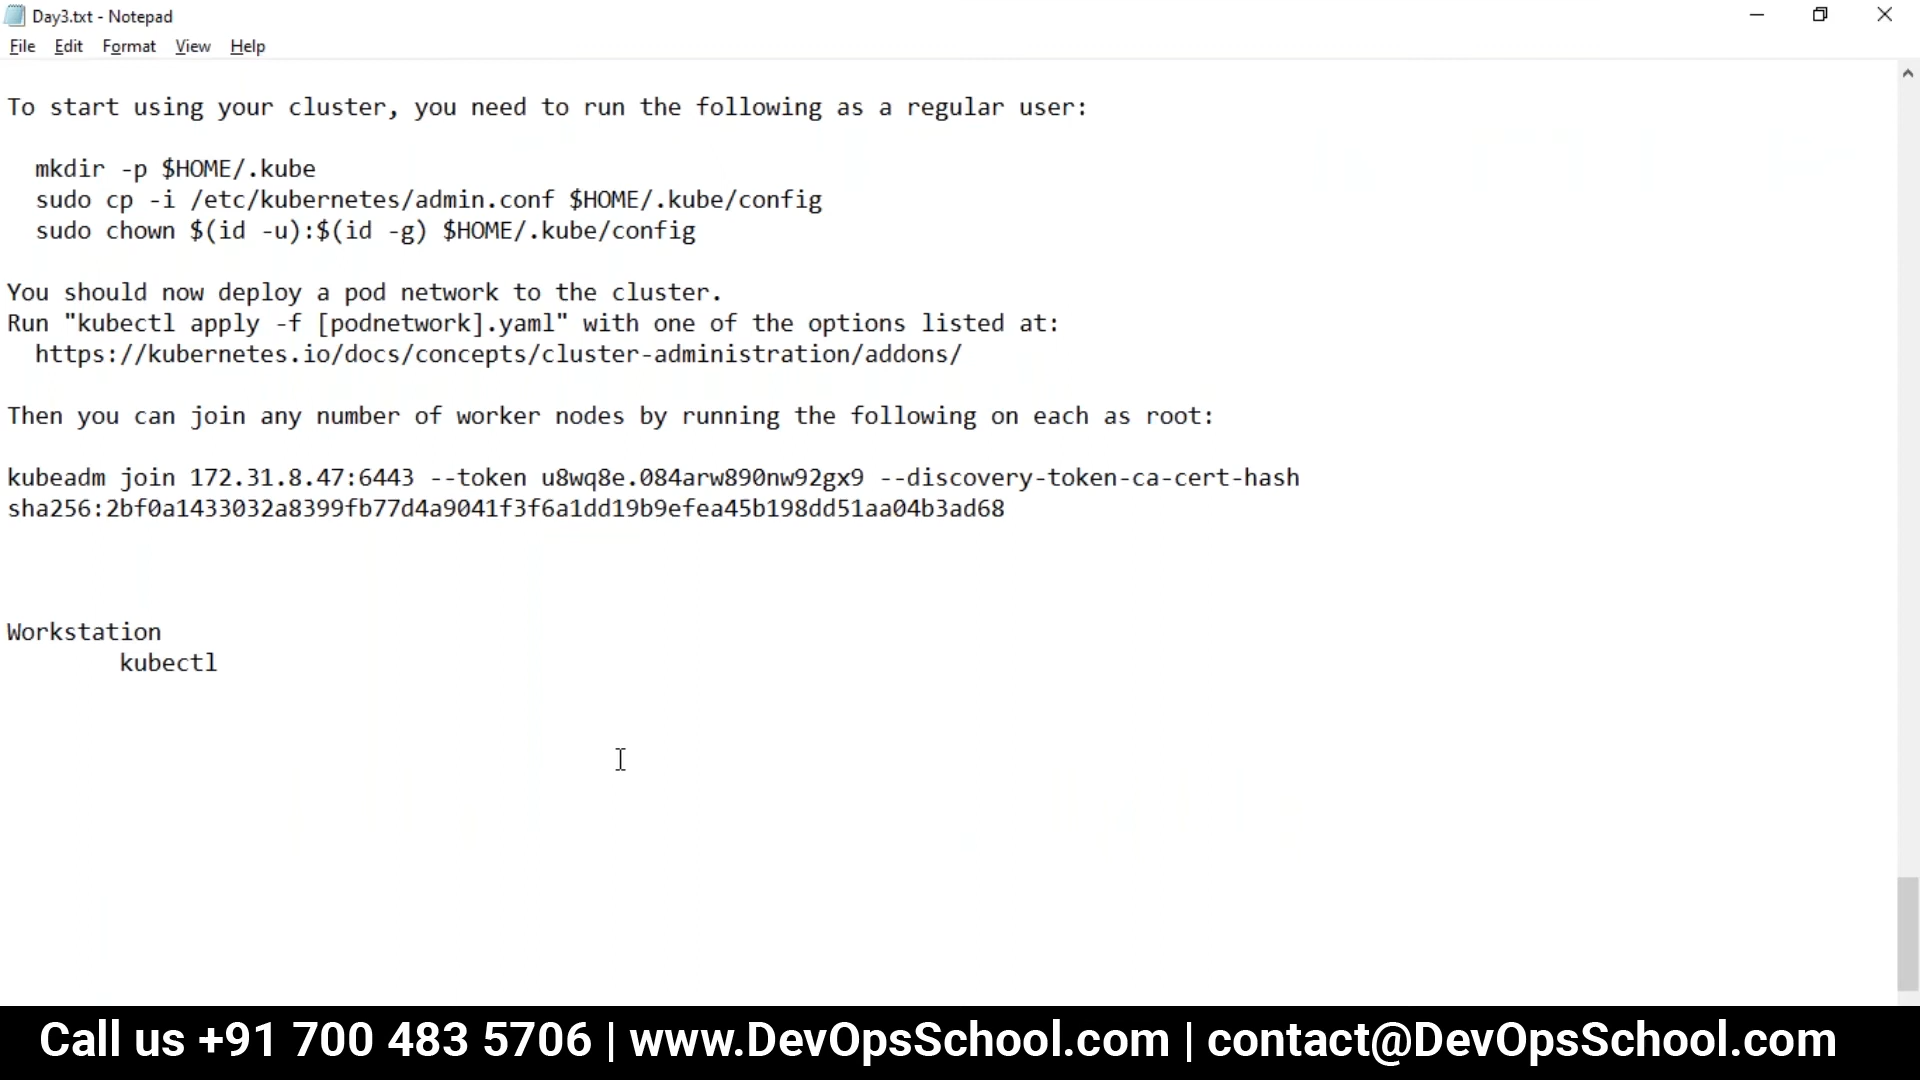 Day3.txt - Notepad
File Edit Format View Help
To start using your cluster, you need to run the following as a regular user:
mkdir -p $HOME/.kube
sudo cp -i /etc/kubernetes/admin.conf $HOME/.kube/config
sudo chown $(id -u):$(id -g) $HOME/.kube/config
You should now deploy a pod network to the cluster.
Run "kubectl apply -f [podnetwork].yaml" with one of the options listed at:
https://kubernetes.io/docs/concepts/cluster-administration/addons/
Then you can join any number of worker nodes by running the following on each as root:
kubeadm join 172.31.8.47:6443 --token u8wq8e.084arw890nw92gx9 --discovery-token-ca-cert-hash
sha256:2bf0a1433032a8399fb77d4a9041f3f6a1dd19b9efea45b198dd51aa04b3ad68
Workstation
kubectl
Call us +91 700 483 5706 | www.DevOpsSchool.com | contact@DevOpsSchool.com